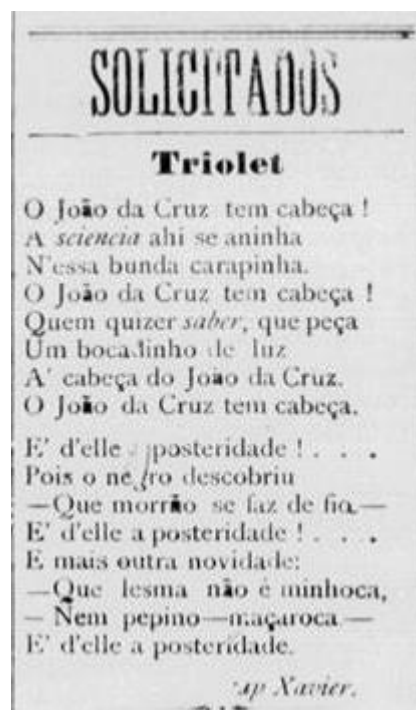 SOLICITADOS
Triolet
O João da Cruz tem cabeça !
A sciencia ahi se aninha
N'essa bunda carapinha.
O João da Cruz tem cabeça !
Quem quizer saber, que peça
Um bocadinho de luz
A' cabeça do João da Cruz.
O João da Cruz tem cabeça.
E' d'elle a posteridade ! . . .
Pois o negro descobriu
—Que morrão se faz de fio—
E' d'elle a posteridade ! . . .
E mais outra novidade:
—Que lesma não é minhoca,
— Nem pepino—maçaroca—
E' d'elle a posteridade.
Xavier.